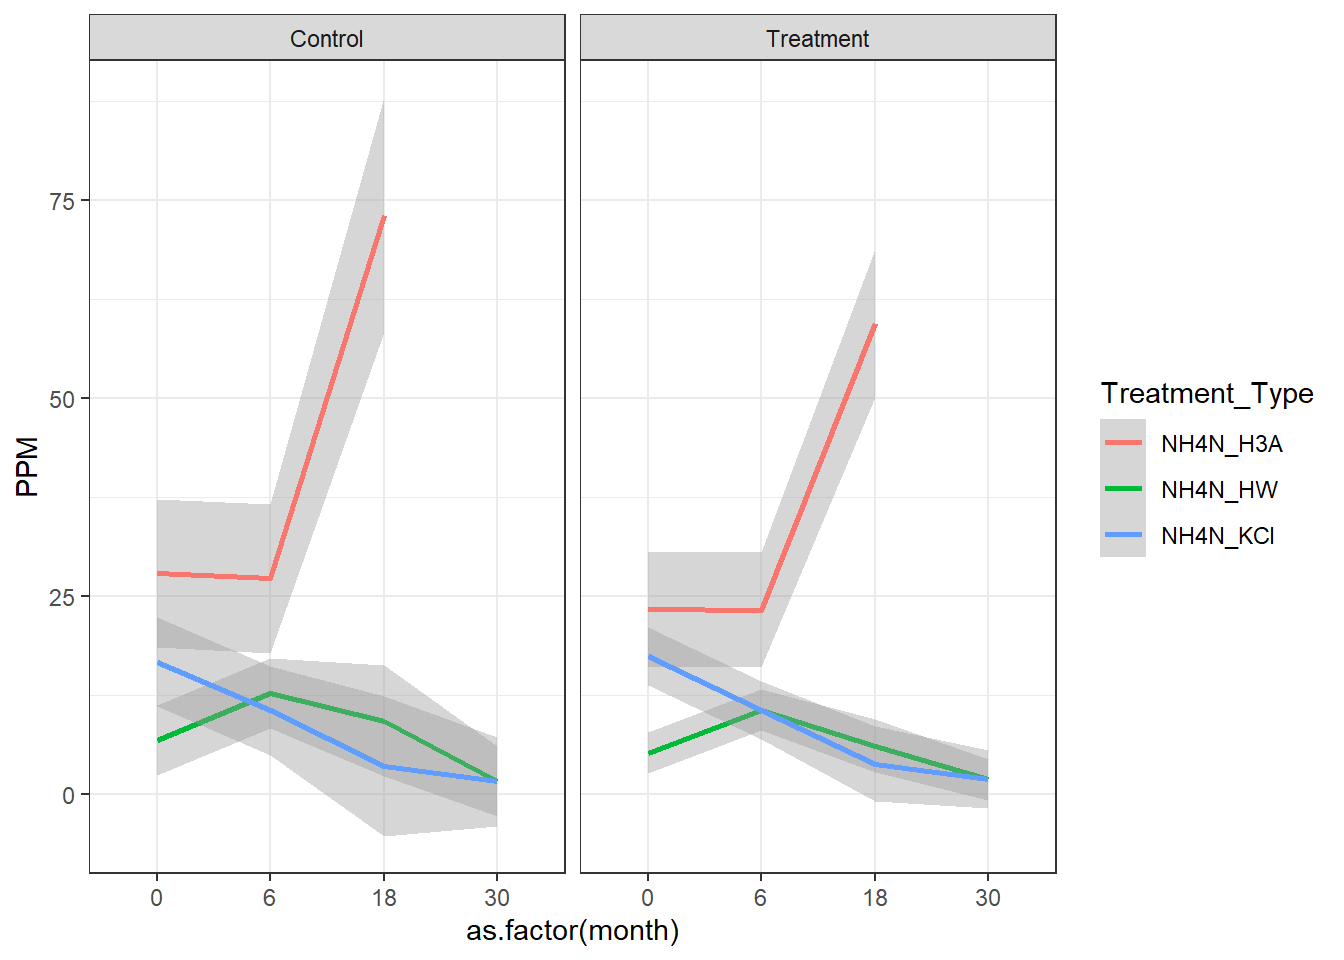 Control
Treatment
75
50
25
0
PPM
0 6 18 30
0 6 18 30
as.factor(month)
Treatment_Type
NH4N_H3A
NH4N_HW
NH4N_KCl